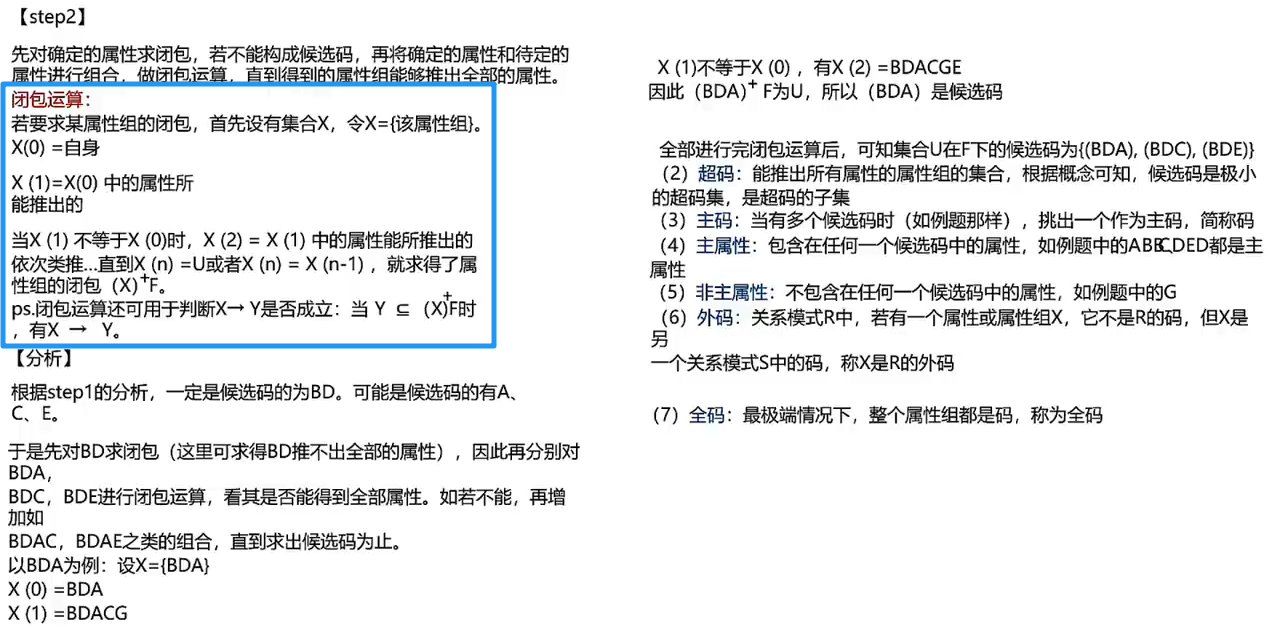 【step2】
先对确定的属性求闭包，若不能构成候选码，再将确定的属性和待定的
属性进行组合，做闭包运算，直到得到的属性组能够推出全部的属性。
闭包运算：
若要求某属性组的闭包，首先设有集合X，令X={该属性组}。
X(0) =自身
X (1)=X(0) 中的属性所
能推出的
当X (1) 不等于X (0)时，X (2) = X (1) 中的属性能所推出的
依次类推...直到X (n) =U或者X (n) = X (n-1) ，就求得了属
性组的闭包（X)⁺F。
ps.闭包运算还可用于判断X→ Y是否成立：当 Y ⊆ （X)⁺F时
，有X → Y。
【分析】
根据step1的分析，一定是候选码的为BD。可能是候选码的有A、
C、E。
于是先对BD求闭包（这里可求得BD推不出全部的属性），因此再分别对
BDA，
BDC，BDE进行闭包运算，看其是否能得到全部属性。如若不能，再增
加如
BDAC，BDAE之类的组合，直到求出候选码为止。
以BDA为例：设X={BDA}
X (0) =BDA
X (1) =BDACG
X (1)不等于X (0) ，有X (2) =BDACGE
因此（BDA)⁺ F为U，所以（BDA）是候选码
全部进行完闭包运算后，可知集合U在F下的候选码为{(BDA), (BDC), (BDE)}
（2）超码：能推出所有属性的属性组的集合，根据概念可知，候选码是极小
的超码集，是超码的子集
（3）主码：当有多个候选码时（如例题那样），挑出一个作为主码，简称码
（4）主属性：包含在任何一个候选码中的属性，如例题中的都是主
属性
（5）非主属性：不包含在任何一个候选码中的属性，如例题中的G
（6）外码：关系模式R中，若有一个属性或属性组X，它不是R的码，但X是
另
一个关系模式S中的码，称X是R的外码
（7）全码：最极端情况下，整个属性组都是码，称为全码